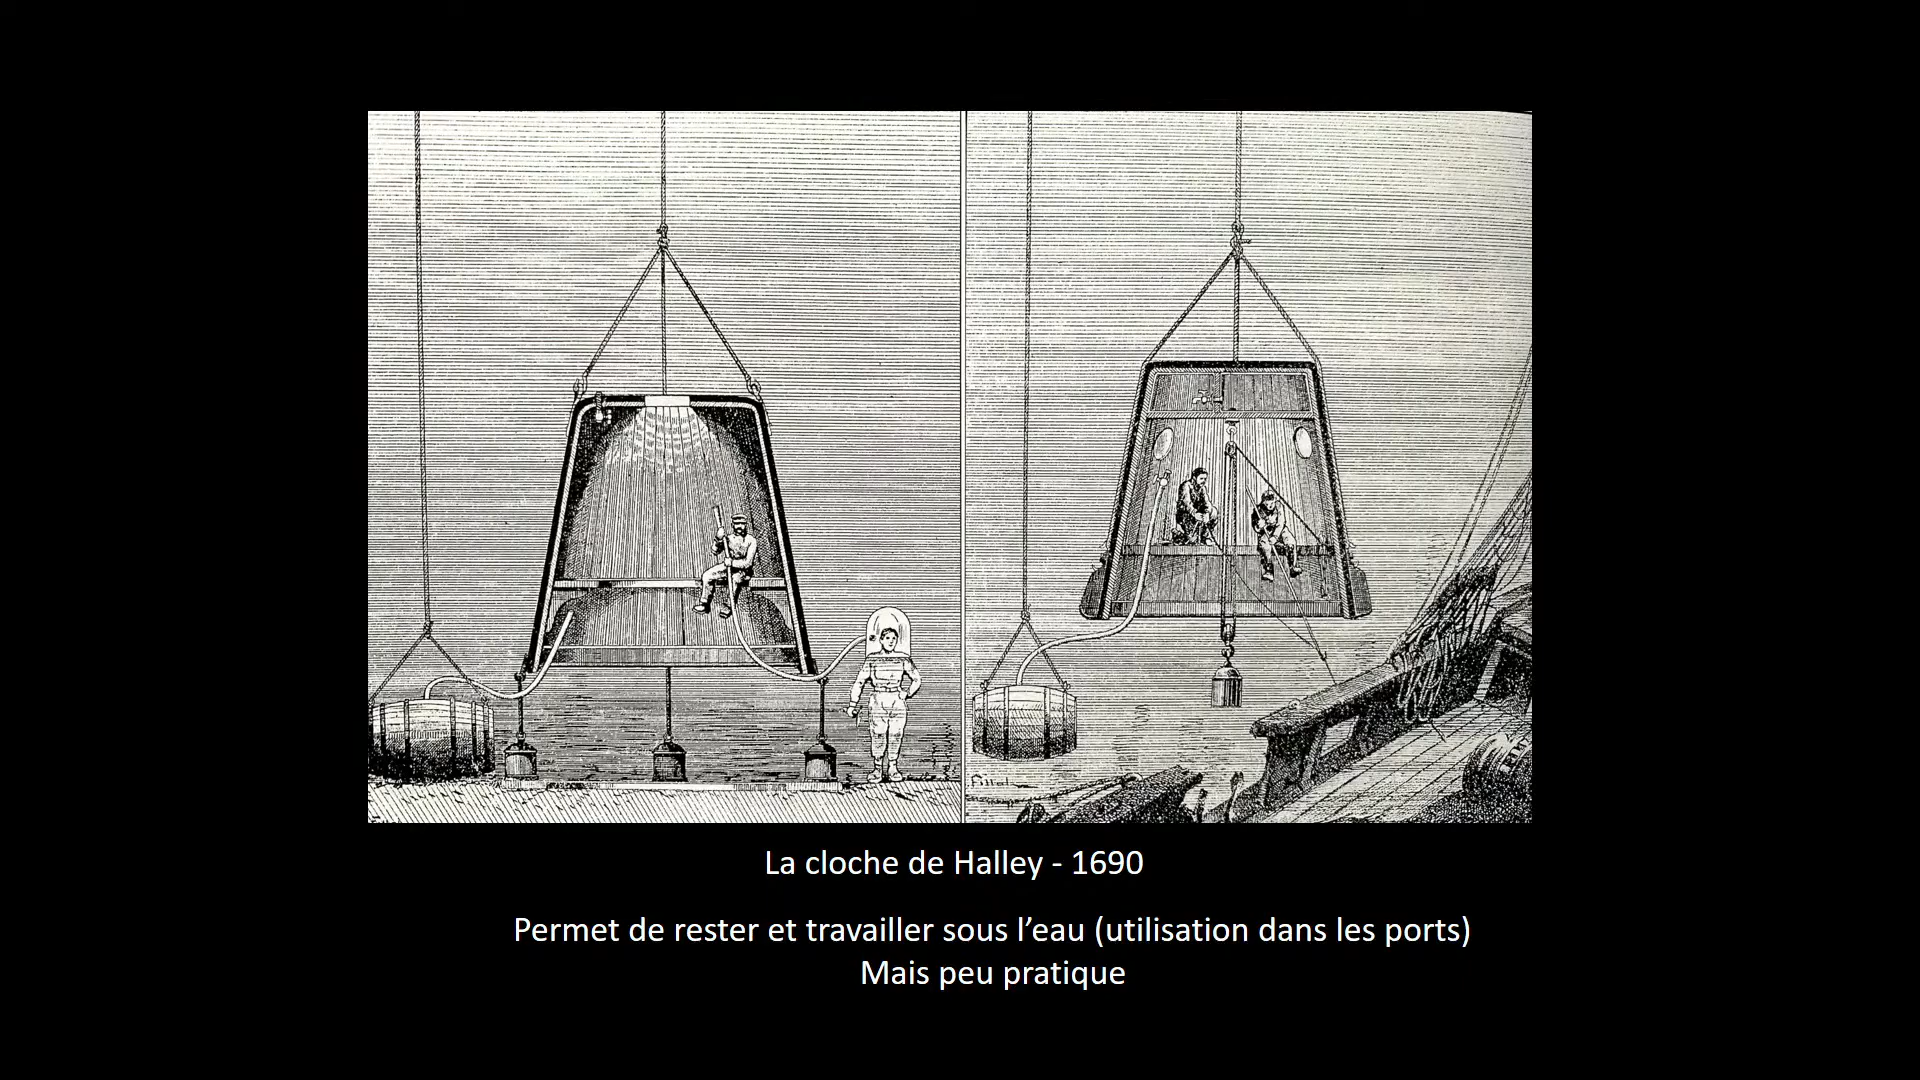 La cloche de Halley - 1690
Permet de rester et travailler sous l’eau (utilisation dans les ports)
Mais peu pratique